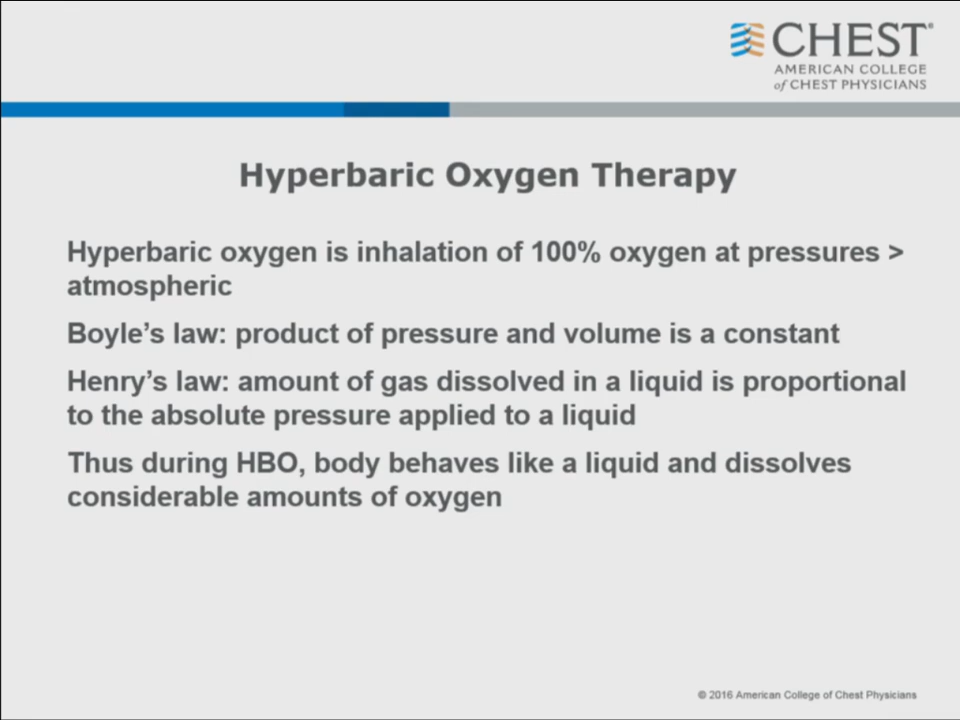 CHEST®
AMERICAN COLLEGE
of CHEST PHYSICIANS
Hyperbaric Oxygen Therapy
Hyperbaric oxygen is inhalation of 100% oxygen at pressures >
atmospheric
Boyle’s law: product of pressure and volume is a constant
Henry’s law: amount of gas dissolved in a liquid is proportional
to the absolute pressure applied to a liquid
Thus during HBO, body behaves like a liquid and dissolves
considerable amounts of oxygen
© 2016 American College of Chest Physicians